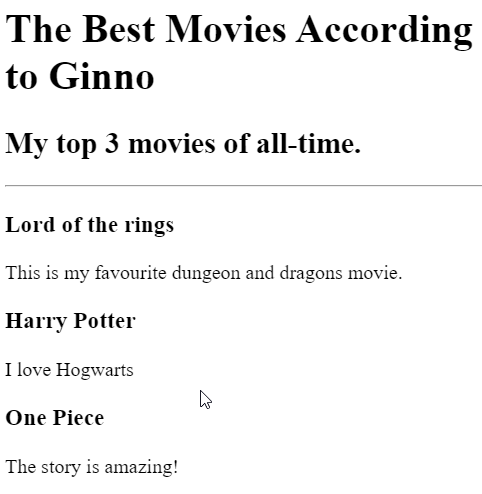 The Best Movies According
to Ginno
My top 3 movies of all-time.
Lord of the rings
This is my favourite dungeon and dragons movie.
Harry Potter
I love Hogwarts
One Piece
The story is amazing!